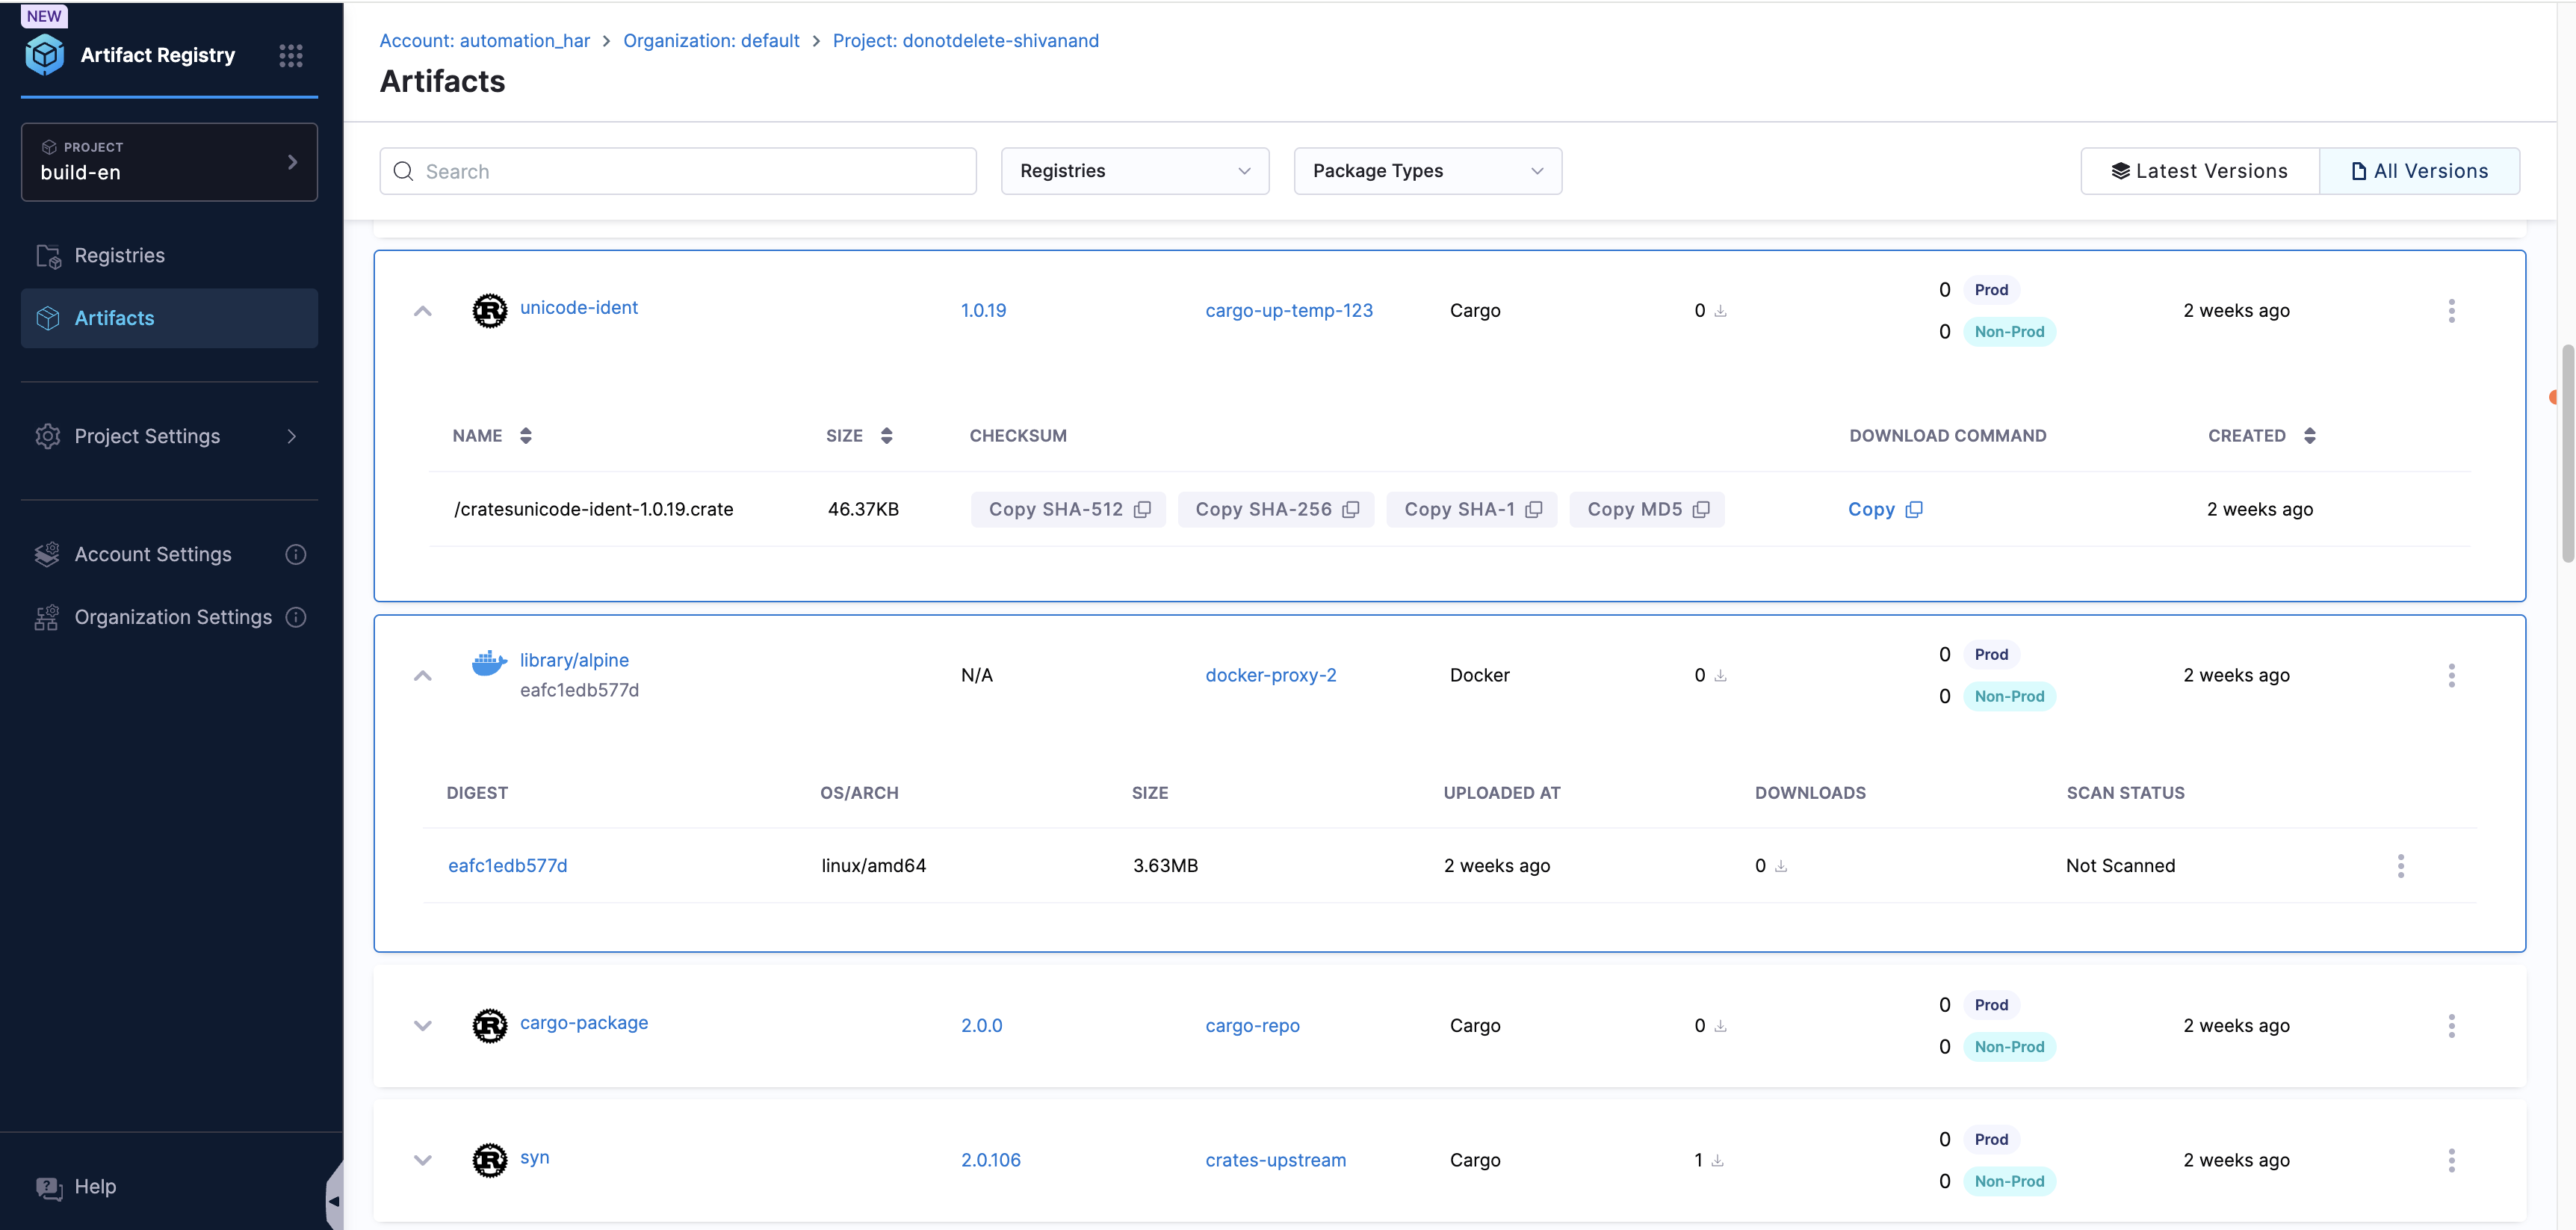 NEW
Artifact Registry
PROJECT
build-en
Registries
Artifacts
Project Settings
Account Settings
Organization Settings
Help
Account: automation_har > Organization: default > Project: donotdelete-shivanand
Artifacts
Search
Registries
Package Types
Latest Versions
All Versions
unicode-ident 1.0.19 cargo-up-temp-123 Cargo 0 0 Prod 0 Non-Prod 2 weeks ago
NAME SIZE CHECKSUM DOWNLOAD COMMAND CREATED
/cratesunicode-ident-1.0.19.crate 46.37KB Copy SHA-512 Copy SHA-256 Copy SHA-1 Copy MD5 Copy 2 weeks ago
library/alpine N/A docker-proxy-2 Docker 0 0 Prod 0 Non-Prod 2 weeks ago
eafc1edb577d
DIGEST OS/ARCH SIZE UPLOADED AT DOWNLOADS SCAN STATUS
eafc1edb577d linux/amd64 3.63MB 2 weeks ago 0 Not Scanned
cargo-package 2.0.0 cargo-repo Cargo 0 0 Prod 0 Non-Prod 2 weeks ago
syn 2.0.106 crates-upstream Cargo 1 0 Prod 0 Non-Prod 2 weeks ago